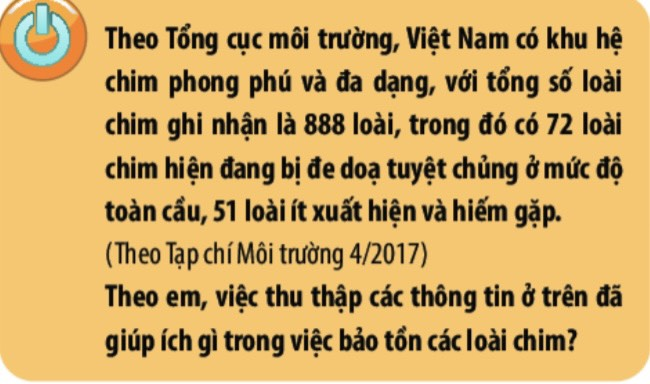 Theo Tổng cục môi trường, Việt Nam có khu hệ
chim phong phú và đa dạng, với tổng số loài
chim ghi nhận là 888 loài, trong đó có 72 loài
chim hiện đang bị đe doạ tuyệt chủng ở mức độ
toàn cầu, 51 loài ít xuất hiện và hiếm gặp.
(Theo Tạp chí Môi trường 4/2017)
Theo em, việc thu thập các thông tin ở trên đã
giúp ích gì trong việc bảo tồn các loài chim?